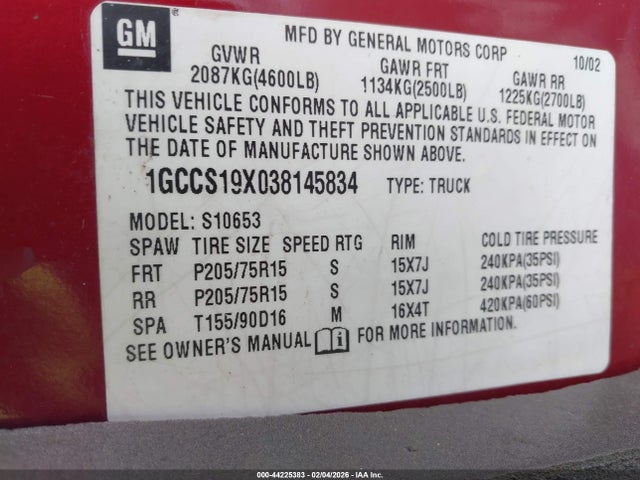 GM
MFD BY GENERAL MOTORS CORP
10/02
GVWR GAWR FRT GAWR RR
2087KG(4600LB) 1134KG(2500LB) 1225KG(2700LB)
THIS VEHICLE CONFORMS TO ALL APPLICABLE U.S. FEDERAL MOTOR
VEHICLE SAFETY AND THEFT PREVENTION STANDARDS IN EFFECT ON
THE DATE OF MANUFACTURE SHOWN ABOVE.
1GCCS19X038145834 TYPE: TRUCK
MODEL: S10653
SPAW TIRE SIZE SPEED RTG RIM COLD TIRE PRESSURE
FRT P205/75R15 S 15X7J 240KPA(35PSI)
RR P205/75R15 S 15X7J 240KPA(35PSI)
SPA T155/90D16 M 16X4T 420KPA(60PSI)
SEE OWNER'S MANUAL i FOR MORE INFORMATION.
000-44225383 - 02/04/2026 - IAA Inc.